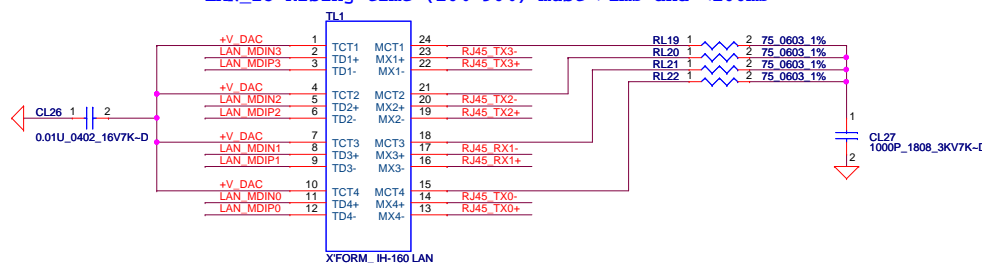 TL1
+V_DAC 1 TCT1 MCT1 24 RL19 1 2 75_0603_1%
LAN_MDIN3 2 TD1+ MX1+ 23 RJ45_TX3- RL20 1 2 75_0603_1%
LAN_MDIP3 3 TD1- MX1- 22 RJ45_TX3+ RL21 1 2 75_0603_1%
RL22 1 2 75_0603_1%
+V_DAC 4 TCT2 MCT2 21
LAN_MDIN2 5 TD2+ MX2+ 20 RJ45_TX2-
LAN_MDIP2 6 TD2- MX2- 19 RJ45_TX2+
CL26 1 2
0.01U_0402_16V7K~D
+V_DAC 7 TCT3 MCT3 18
LAN_MDIN1 8 TD3+ MX3+ 17 RJ45_RX1-
LAN_MDIP1 9 TD3- MX3- 16 RJ45_RX1+
1
CL27
1000P_1808_3KV7K~D
2
+V_DAC 10 TCT4 MCT4 15
LAN_MDIN0 11 TD4+ MX4+ 14 RJ45_TX0-
LAN_MDIP0 12 TD4- MX4- 13 RJ45_TX0+
X'FORM_ IH-160 LAN